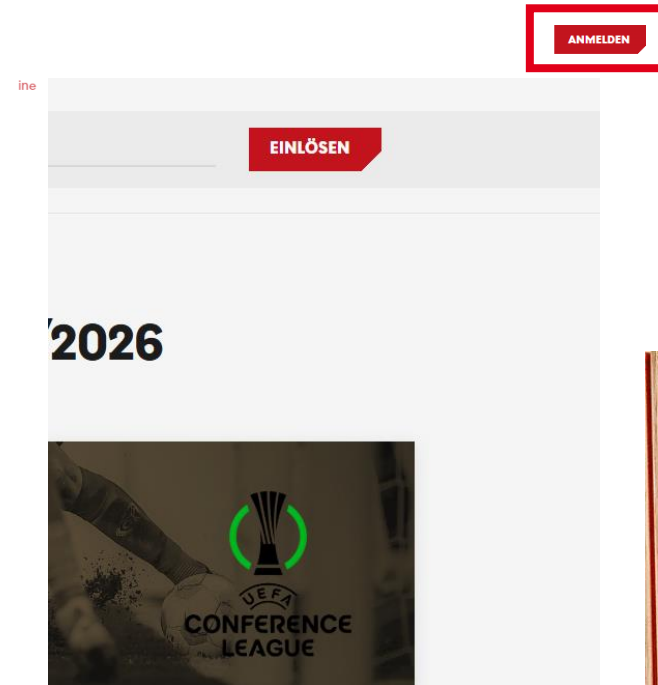 ANMELDEN
ine
EINLÖSEN
/2026
UEFA
CONFERENCE
LEAGUE